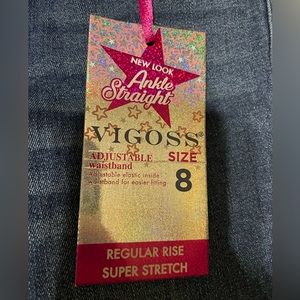 NEW LOOK
Ankle
Straight
VIGOSS
ADJUSTABLE
waistband
SIZE
8
Adjustable elastic inside
waistband for easier fitting
REGULAR RISE
SUPER STRETCH